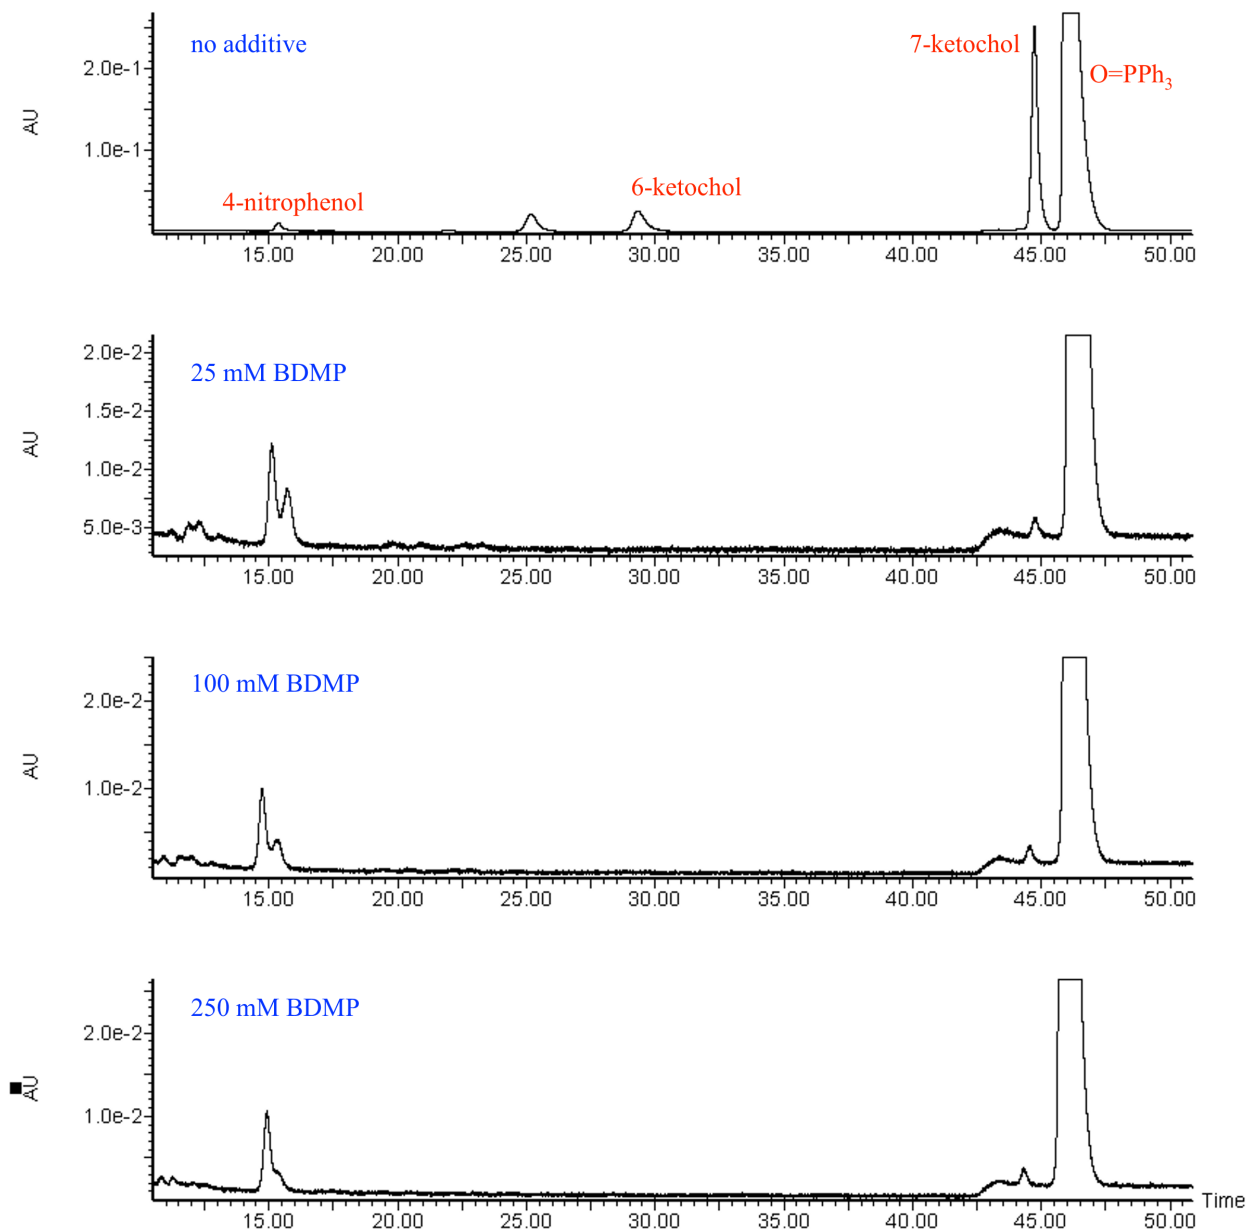 no additive
7-ketochol
O=PPh3
2.0e-1
AU
1.0e-1
4-nitrophenol
6-ketochol
15.00 20.00 25.00 30.00 35.00 40.00 45.00 50.00
2.0e-2
25 mM BDMP
1.5e-2
AU
1.0e-2
5.0e-3
15.00 20.00 25.00 30.00 35.00 40.00 45.00 50.00
100 mM BDMP
2.0e-2
AU
1.0e-2
15.00 20.00 25.00 30.00 35.00 40.00 45.00 50.00
250 mM BDMP
2.0e-2
AU
1.0e-2
Time
15.00 20.00 25.00 30.00 35.00 40.00 45.00 50.00